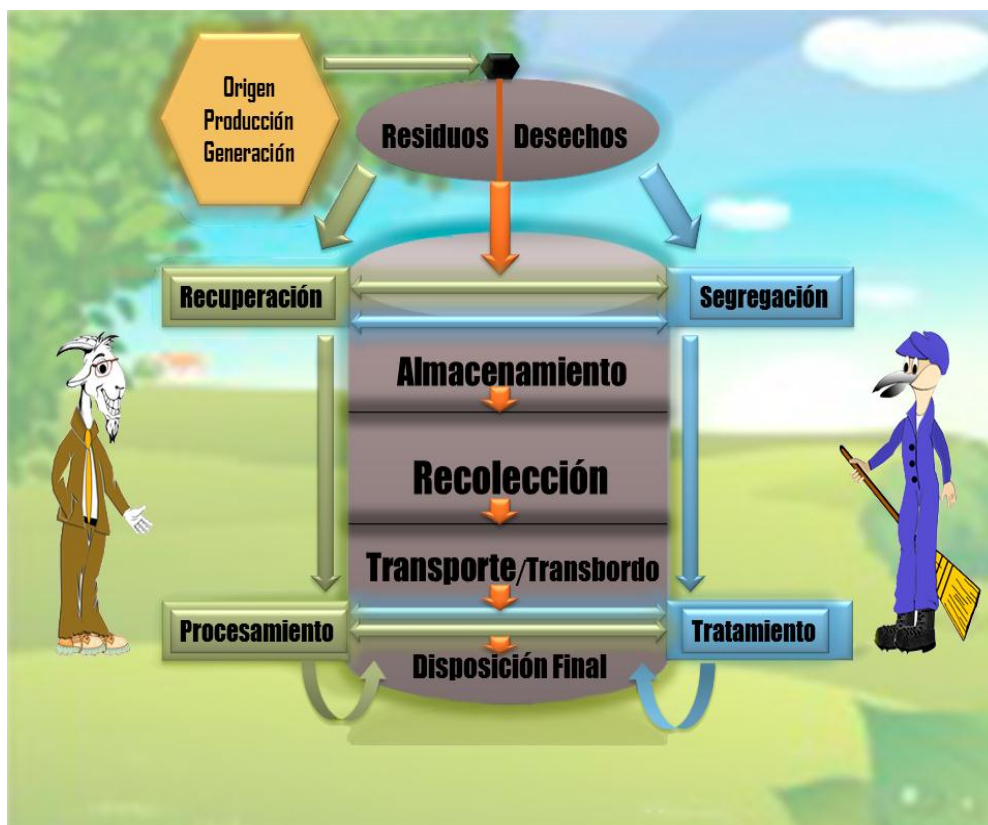 Origen
Producción
Generación
Residuos Desechos
Recuperación
Segregación
Almacenamiento
Recolección
Transporte/Transbordo
Procesamiento
Tratamiento
Disposición Final